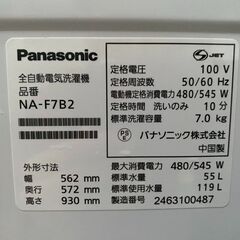 Panasonic
JET
全自動電気洗濯機
品番
NA-F7B2
定格電圧 100 V
定格周波数 50/60 Hz
電動機定格消費電力 480/545 W
定格時間 洗いのみ 10 分
標準洗濯容量 7.0 kg
PS E
パナソニック株式会社
中国製
外形寸法
幅 562 mm
奥行 572 mm
高さ 930 mm
最大消費電力 480/545 W
標準水量 55 L
標準使用水量 119 L
製造番号 2463100487